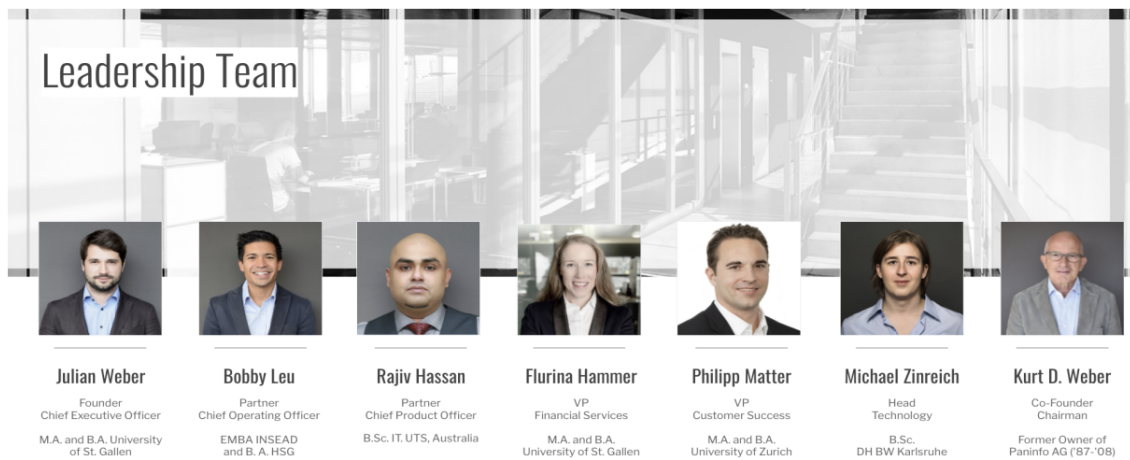 Leadership Team
Julian Weber
Founder
Chief Executive Officer
M.A. and B.A. University
of St. Gallen
Bobby Leu
Partner
Chief Operating Officer
EMBA INSEAD
and B. A. HSG
Rajiv Hassan
Partner
Chief Product Officer
B.Sc. IT. UTS, Australia
Flurina Hammer
VP
Financial Services
M.A. and B.A.
University of St. Gallen
Philipp Matter
VP
Customer Success
M.A. and B.A.
University of Zurich
Michael Zinreich
Head
Technology
B.Sc.
DH BW Karlsruhe
Kurt D. Weber
Co-Founder
Chairman
Former Owner of
Paninfo AG ('87-'08)